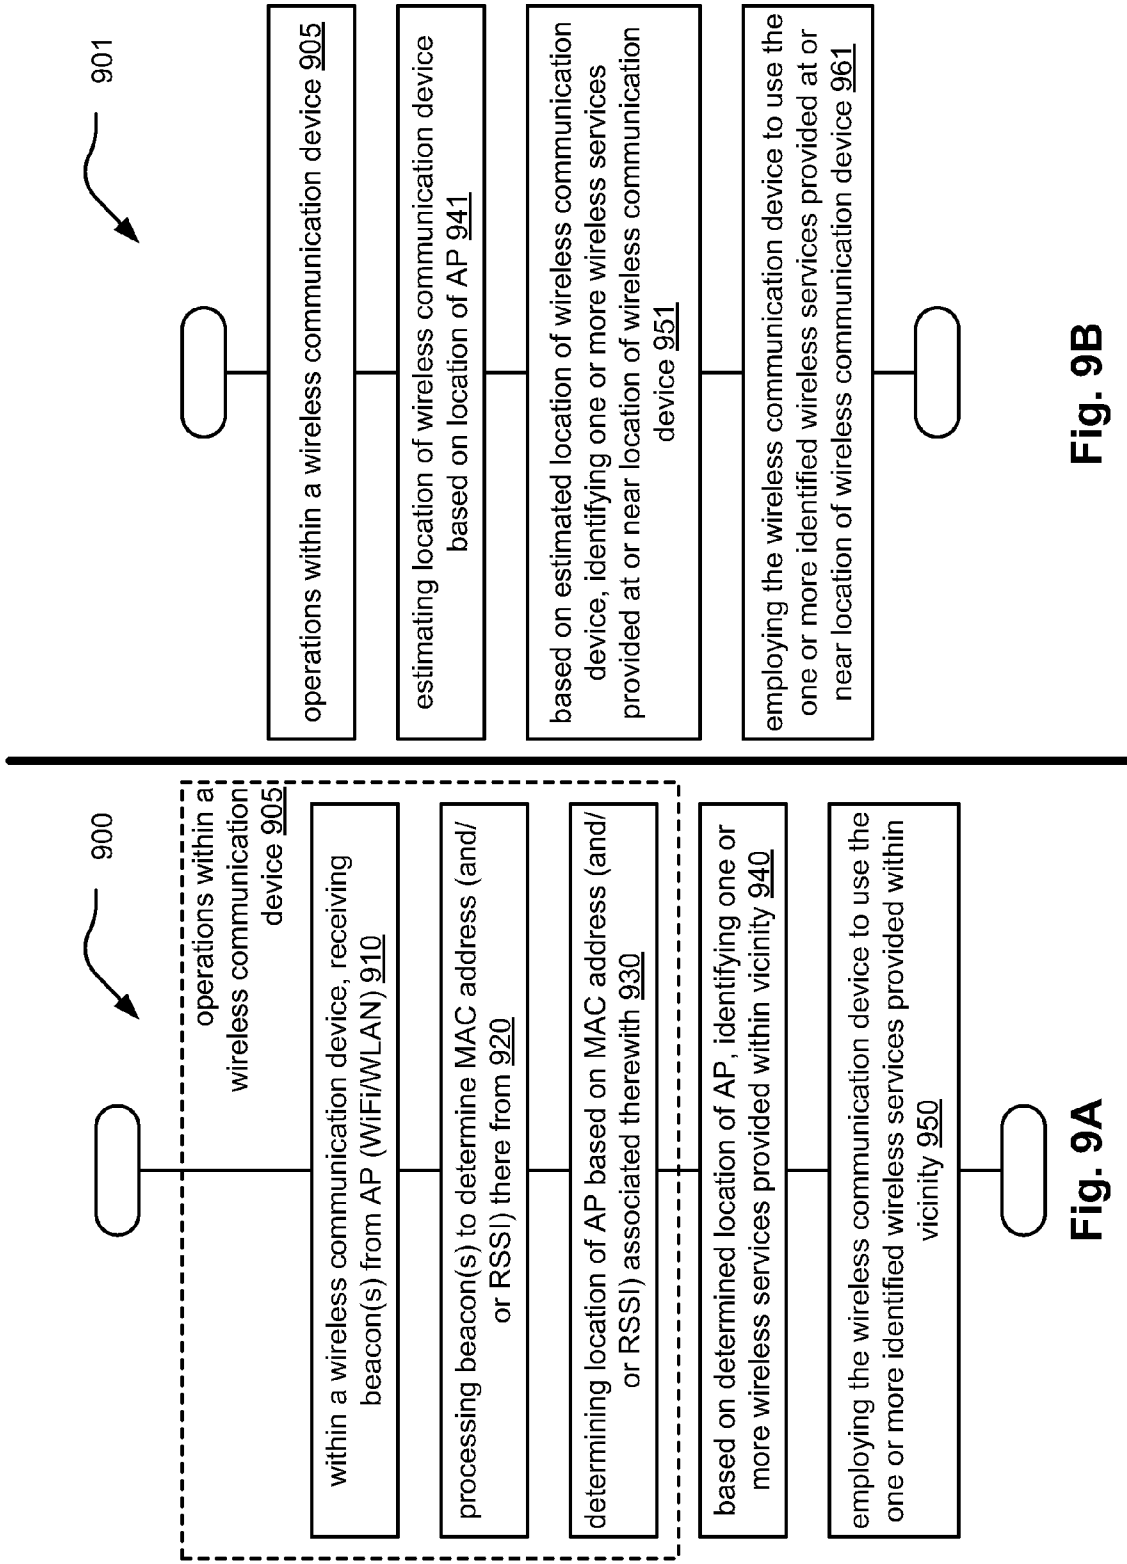 900
operations within a
wireless communication
device 905
within a wireless communication device, receiving
beacon(s) from AP (WiFi/WLAN) 910
processing beacon(s) to determine MAC address (and/
or RSSI) there from 920
determining location of AP based on MAC address (and/
or RSSI) associated therewith 930
based on determined location of AP, identifying one or
more wireless services provided within vicinity 940
employing the wireless communication device to use the
one or more identified wireless services provided within
vicinity 950
Fig. 9A
901
operations within a wireless communication device 905
estimating location of wireless communication device
based on location of AP 941
based on estimated location of wireless communication
device, identifying one or more wireless services
provided at or near location of wireless communication
device 951
employing the wireless communication device to use the
one or more identified wireless services provided at or
near location of wireless communication device 961
Fig. 9B